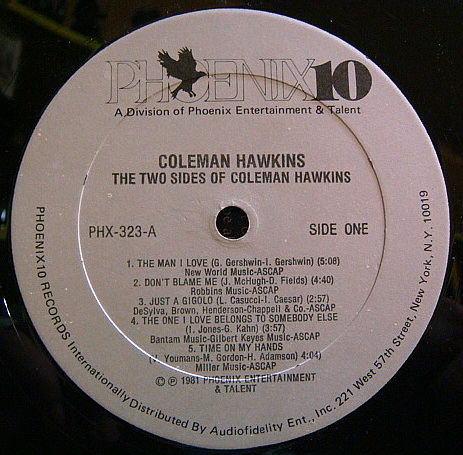 PHOENIX10
A Division of Phoenix Entertainment & Talent
COLEMAN HAWKINS
THE TWO SIDES OF COLEMAN HAWKINS
PHX-323-A
SIDE ONE
1. THE MAN I LOVE (G. Gershwin-I. Gershwin) (5:08)
New World Music-ASCAP
2. DON'T BLAME ME (J. McHugh-D. Fields) (4:40)
Robbins Music-ASCAP
3. JUST A GIGOLO (L. Casucci-I. Caesar) (2:57)
DeSylva, Brown, Henderson-Chappell & Co.-ASCAP
4. THE ONE I LOVE BELONGS TO SOMEBODY ELSE
(I. Jones-G. Kahn) (3:57)
Bantam Music-Gilbert Keyes Music-ASCAP
5. TIME ON MY HANDS
(V. Youmans-M. Gordon-H. Adamson) 4:04)
Miller Music-ASCAP
© ℗ 1981 PHOENIX ENTERTAINMENT
& TALENT
PHOENIX10 RECORDS Internationally Distributed By Audiofidelity Ent., Inc. 221 West 57th Street, New York, N.Y. 10019